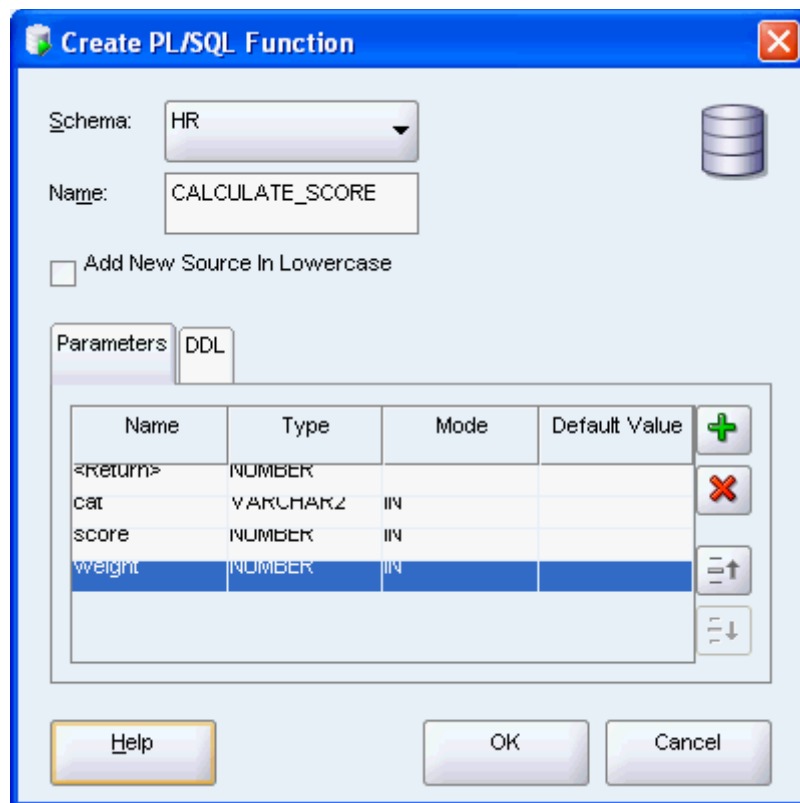 Create PL/SQL Function
Schema: HR
Name: CALCULATE_SCORE
Add New Source In Lowercase
Parameters DDL
Name Type Mode Default Value
<Return> NUMBER
cat VARCHAR2 IN
score NUMBER IN
weight NUMBER IN
Help OK Cancel